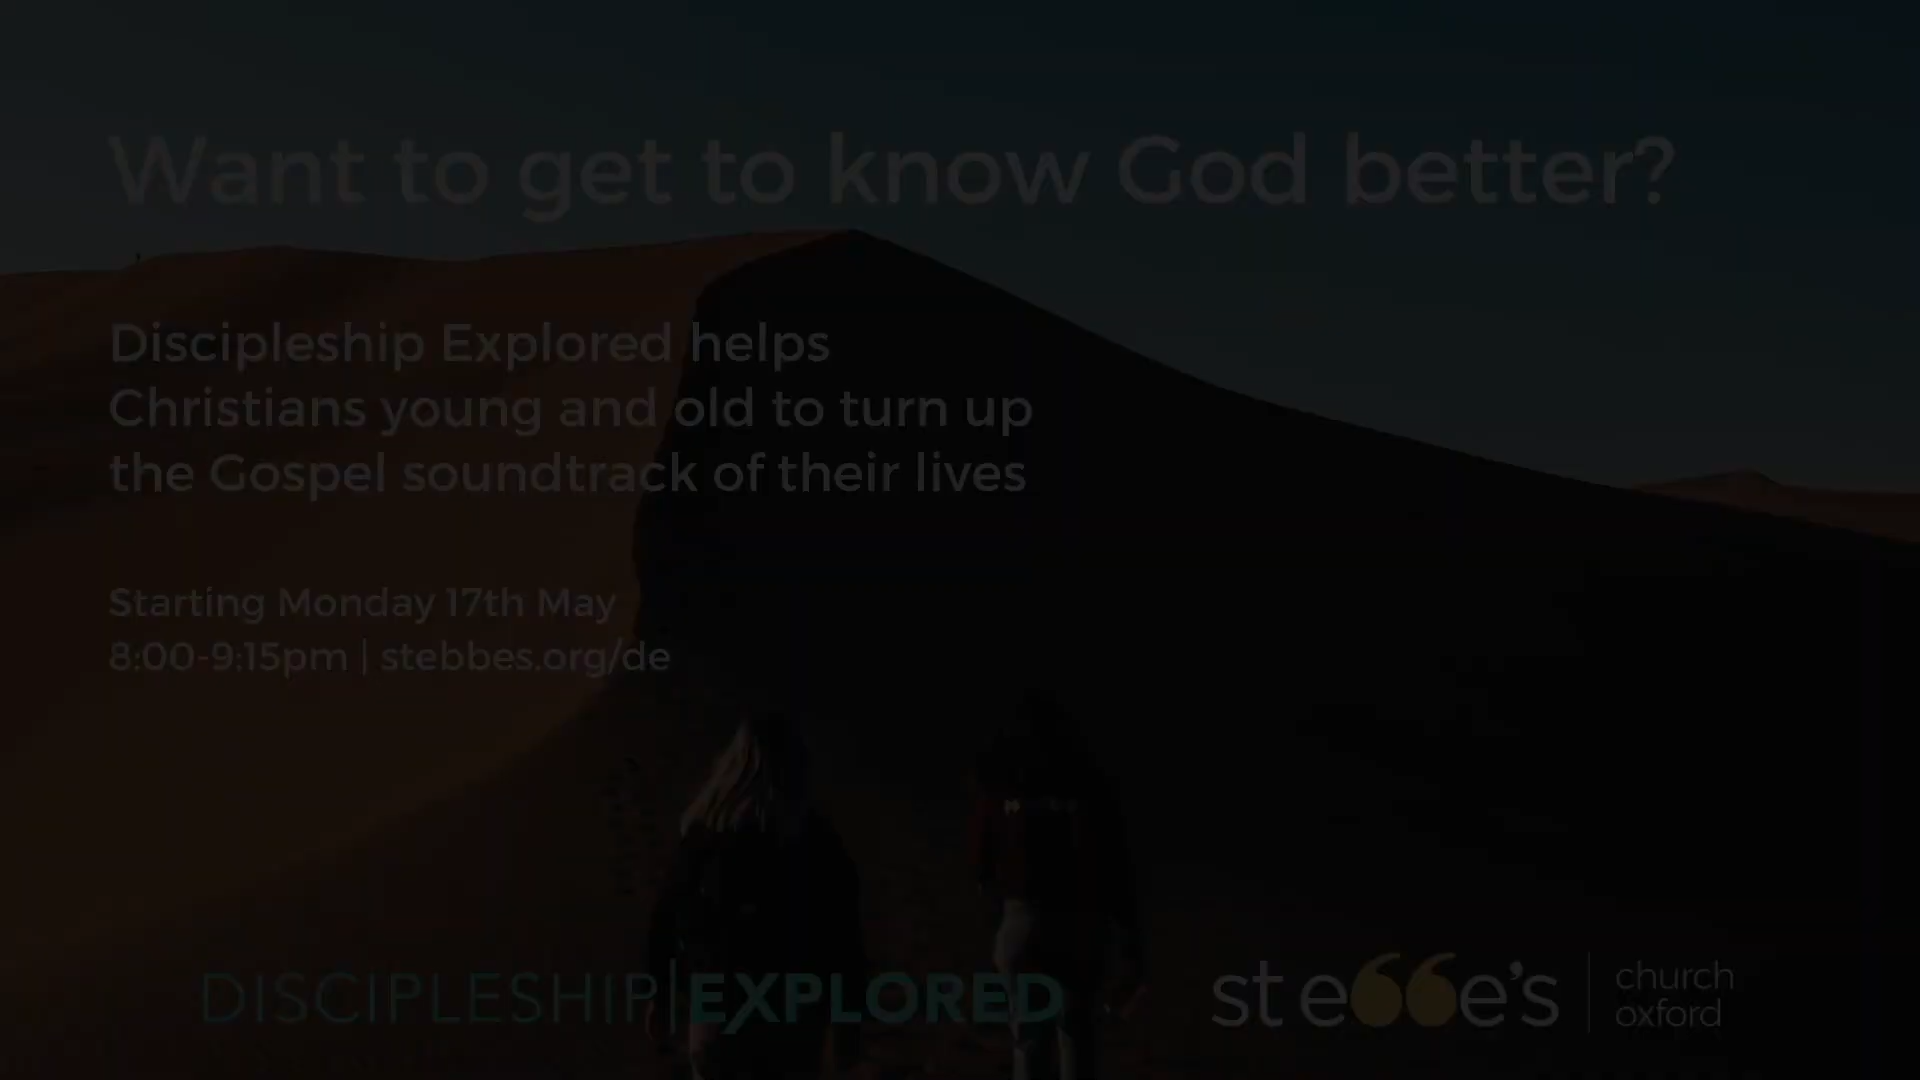 Want to get to know God better?
Discipleship Explored helps
Christians young and old to turn up
the Gospel soundtrack of their lives
Starting Monday 17th May
8:00-9:15pm | stebbes.org/de
DISCIPLESHIP|EXPLORED
st ebbe's | church
oxford